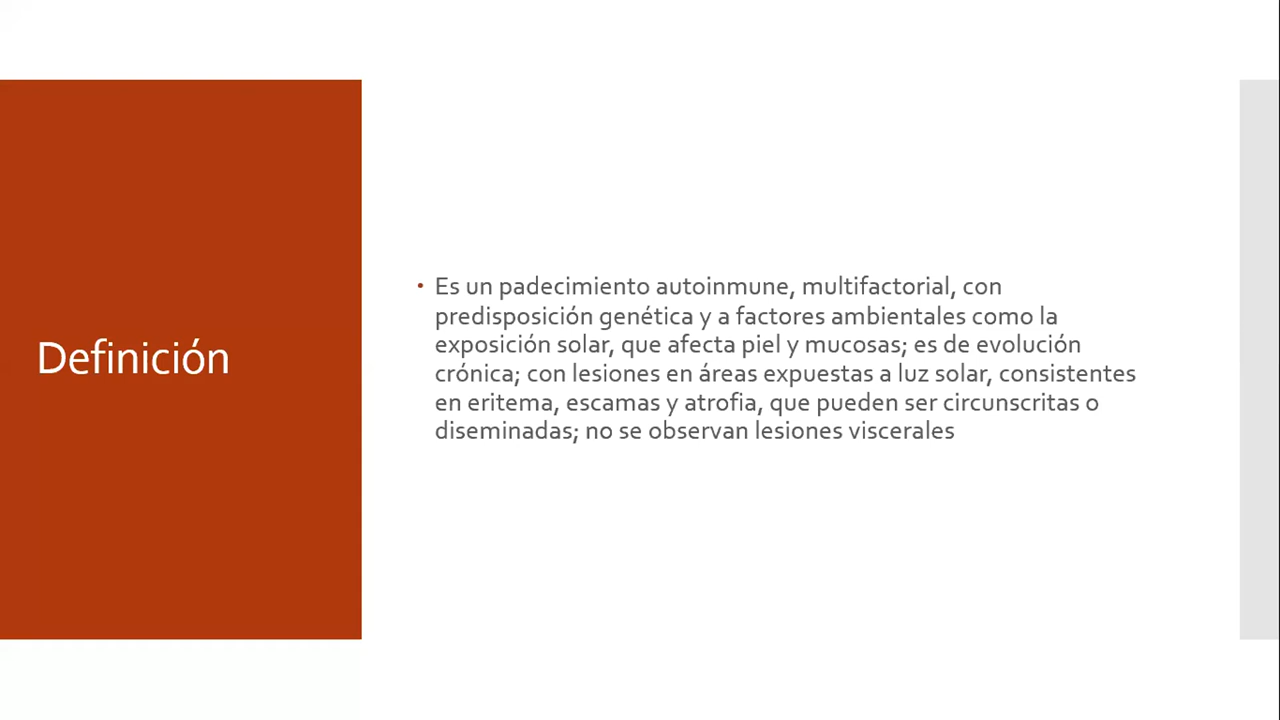 Definición
• Es un padecimiento autoinmune, multifactorial, con
predisposición genética y a factores ambientales como la
exposición solar, que afecta piel y mucosas; es de evolución
crónica; con lesiones en áreas expuestas a luz solar, consistentes
en eritema, escamas y atrofia, que pueden ser circunscritas o
diseminadas; no se observan lesiones viscerales